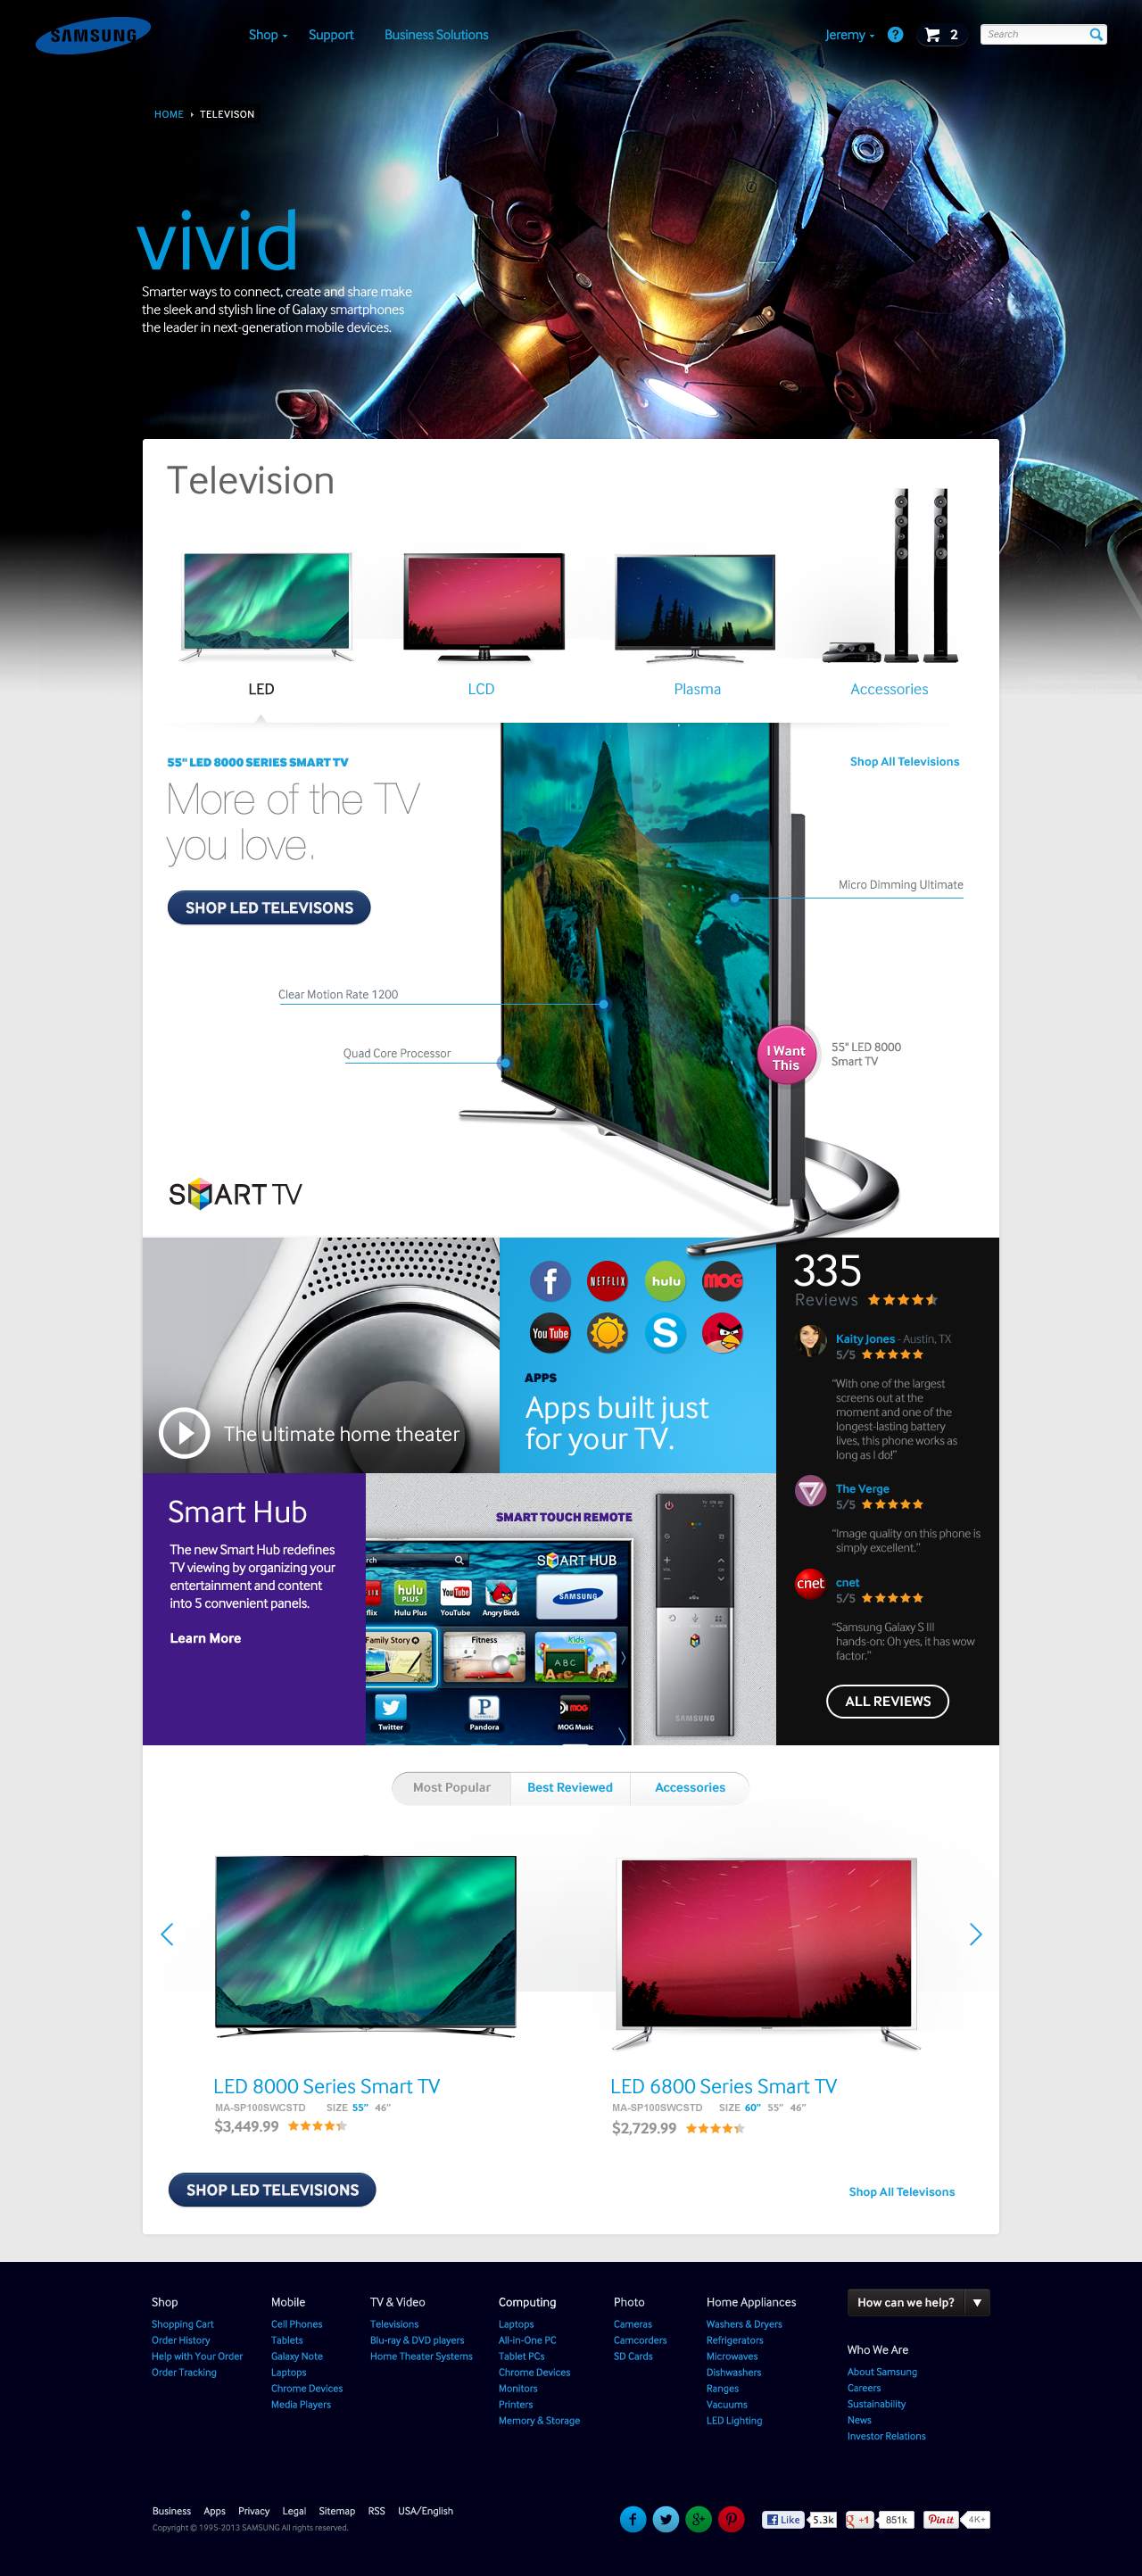 SAMSUNG
Shop
Support
Business Solutions
Jeremy
?
2
Search
HOME
TELEVISON
vivid
Smarter ways to connect, create and share make
the sleek and stylish line of Galaxy smartphones
the leader in next-generation mobile devices.
Television
LED
LCD
Plasma
Accessories
55" LED 8000 SERIES SMART TV
Shop All Televisions
More of the TV
you love.
SHOP LED TELEVISONS
Micro Dimming Ultimate
Clear Motion Rate 1200
Quad Core Processor
I Want
This
55" LED 8000
Smart TV
SMART TV
The ultimate home theater
f
NETFLIX
hulu
MOG
YouTube
S
APPS
Apps built just
for your TV.
335
Reviews
Kaity Jones - Austin, TX
5/5
“With one of the largest
screens out at the
moment and one of the
longest-lasting battery
lives, this phone works as
long as I do!”
The Verge
5/5
“Image quality on this phone is
simply excellent.”
cnet
cnet
5/5
“Samsung Galaxy S III
hands-on: Oh yes, it has wow
factor.”
ALL REVIEWS
Smart Hub
The new Smart Hub redefines
TV viewing by organizing your
entertainment and content
into 5 convenient panels.
Learn More
SMART TOUCH REMOTE
rch
SMART HUB
LIX
hulu PLUS
YouTube
SAMSUNG
flix
Hulu Plus
YouTube
Angry Birds
Family Story
Fitness
Kids
A B C
P
MOG
Twitter
Pandora
MOG Music
SAMSUNG
Most Popular
Best Reviewed
Accessories
LED 8000 Series Smart TV
MA-SP100SWCSTD SIZE 55” 46”
$3,449.99
LED 6800 Series Smart TV
MA-SP100SWCSTD SIZE 60” 55” 46”
$2,729.99
SHOP LED TELEVISIONS
Shop All Televisons
Shop
Shopping Cart
Order History
Help with Your Order
Order Tracking
Mobile
Cell Phones
Tablets
Galaxy Note
Laptops
Chrome Devices
Media Players
TV & Video
Televisions
Blu-ray & DVD players
Home Theater Systems
Computing
Laptops
All-in-One PC
Tablet PCs
Chrome Devices
Monitors
Printers
Memory & Storage
Photo
Cameras
Camcorders
SD Cards
Home Appliances
Washers & Dryers
Refrigerators
Microwaves
Dishwashers
Ranges
Vacuums
LED Lighting
How can we help?
Who We Are
About Samsung
Careers
Sustainability
News
Investor Relations
Business
Apps
Privacy
Legal
Sitemap
RSS
USA/English
Copyright © 1995-2013 SAMSUNG All rights reserved.
f
g+
f Like
5.3k
g +1
851k
Pin it
4K+